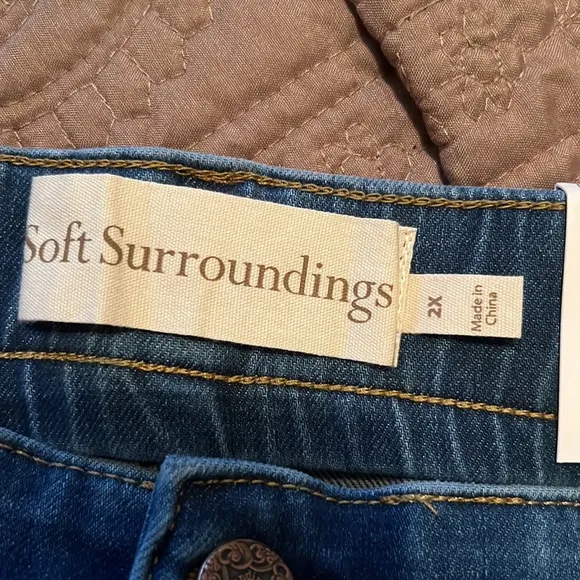 Soft Surroundings
2X
Made in
China